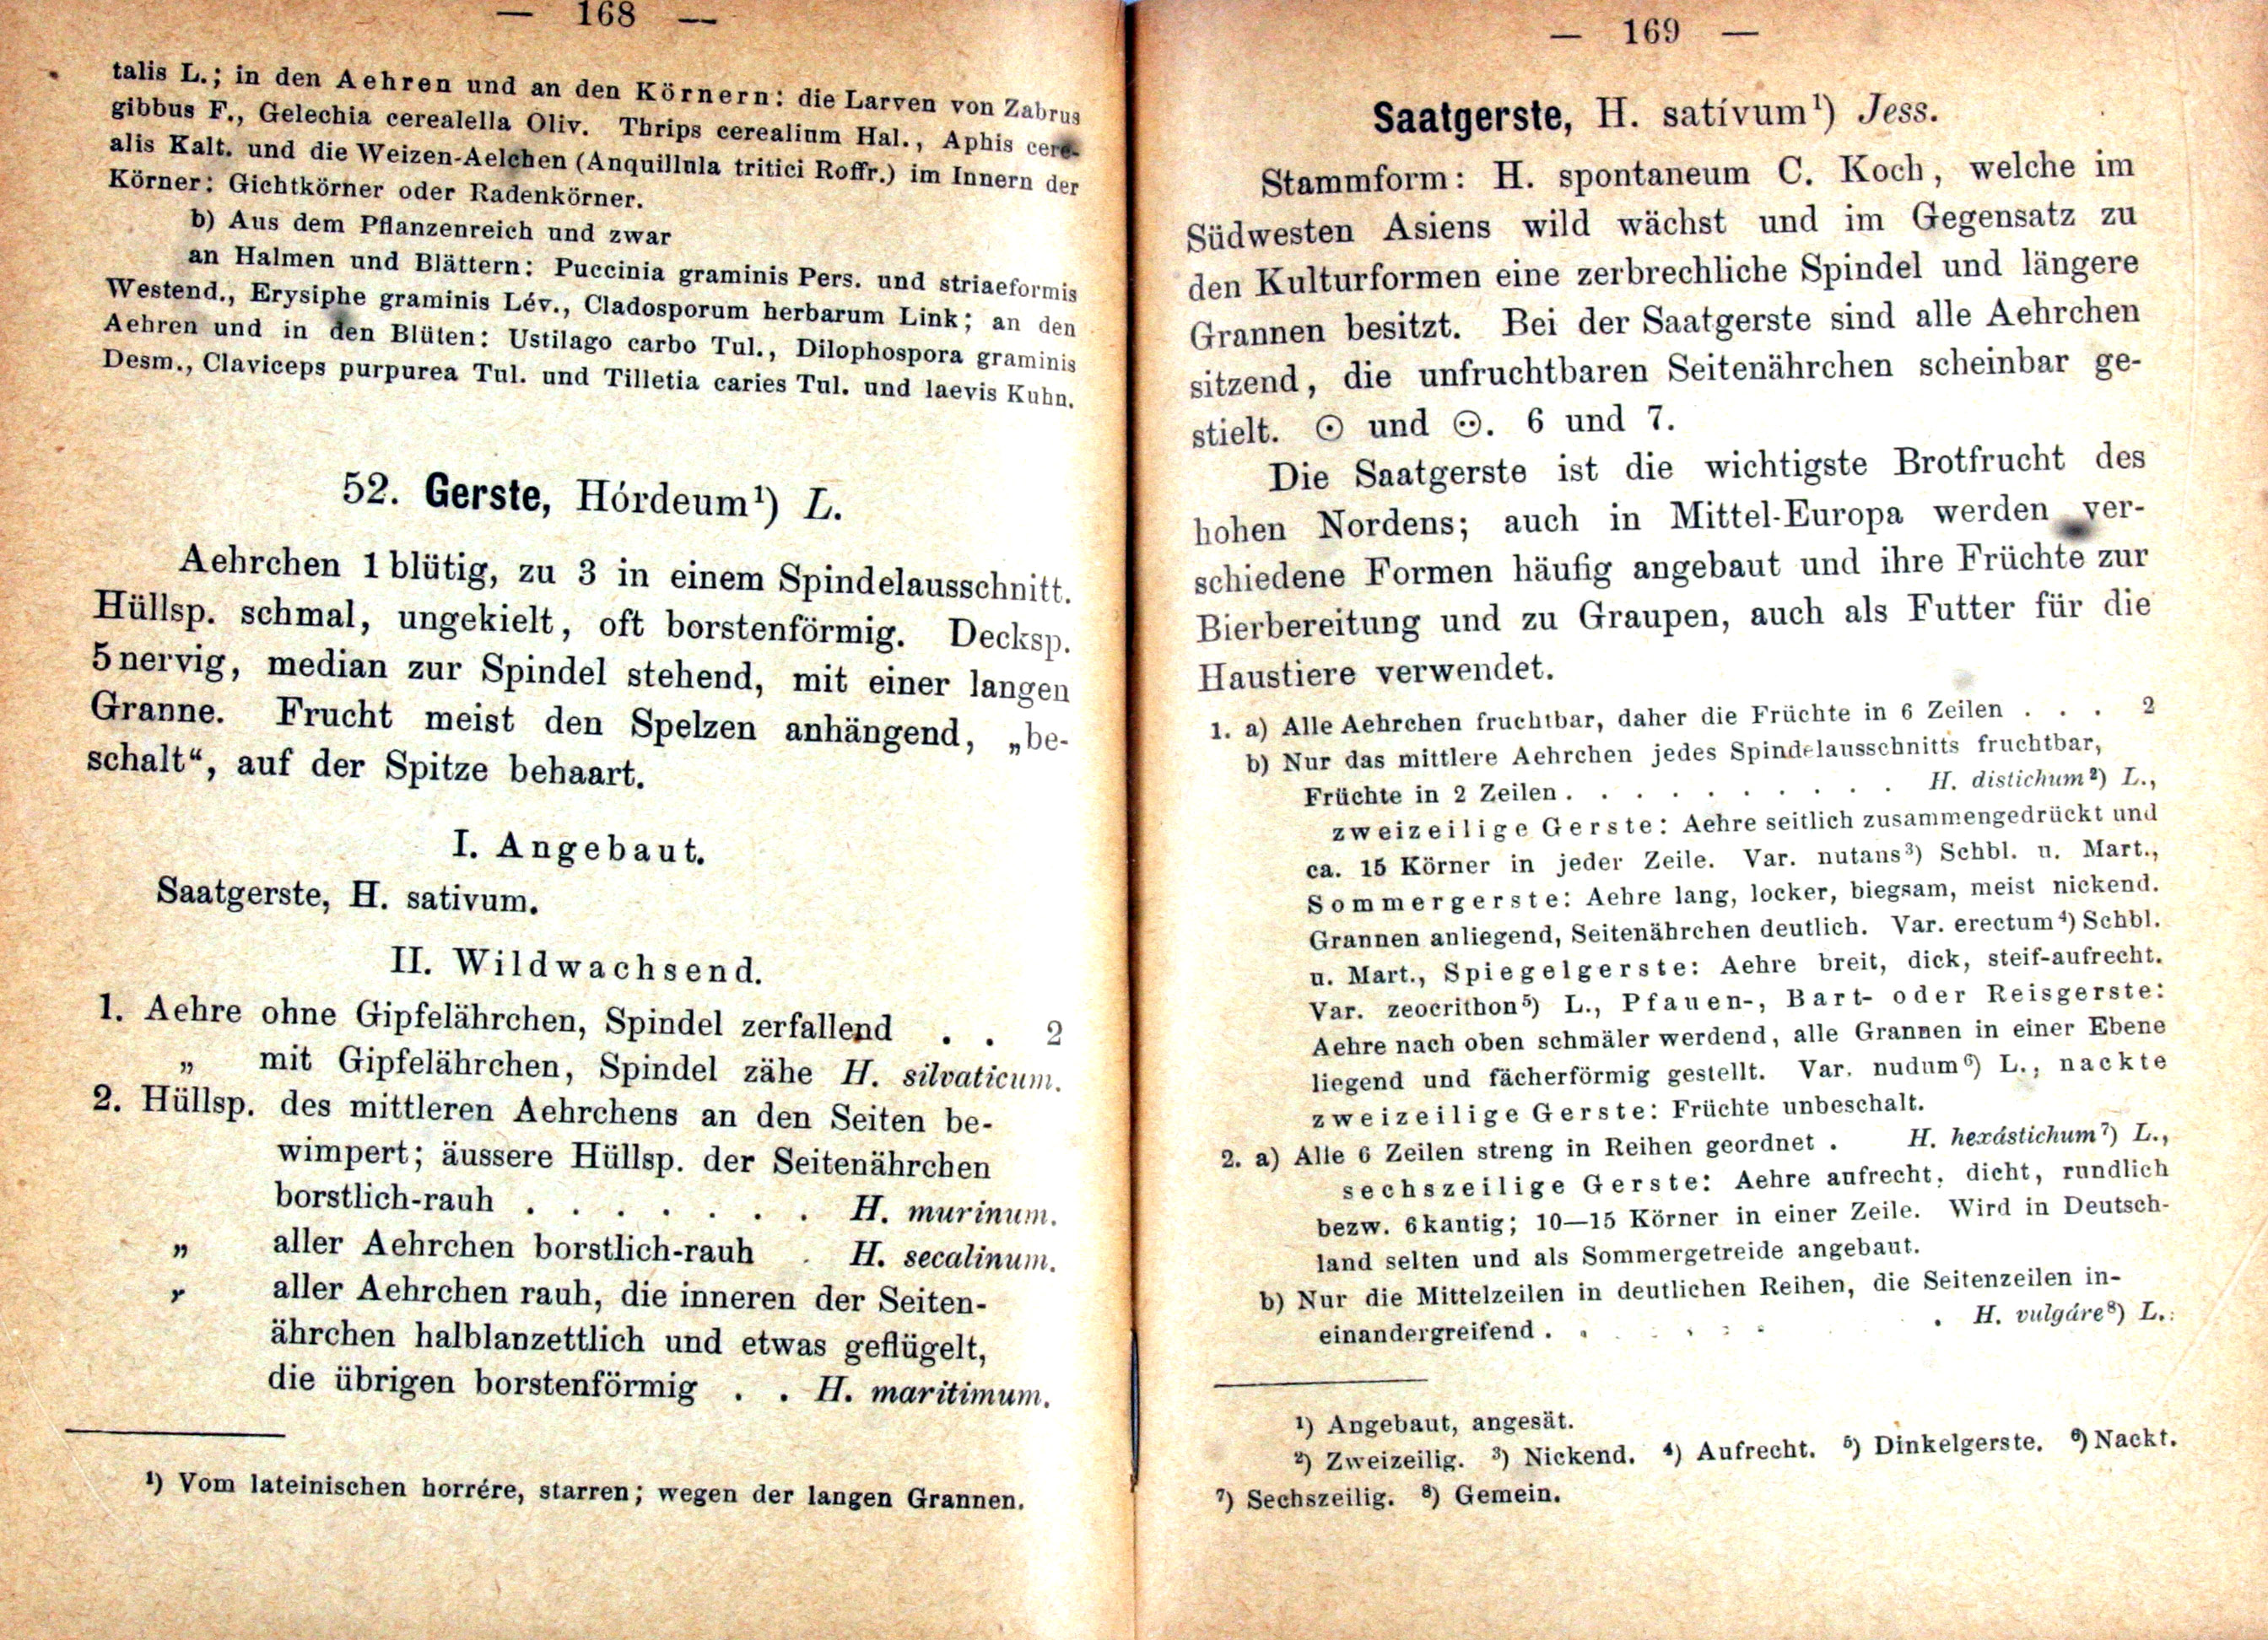 — 168 —
talis L.; in den Aehren und an den Körnern: die Larven von Zabrus
gibbus F., Gelechia cerealella Oliv. Thrips cerealium Hal., Aphis cere-
alis Kalt. und die Weizen-Aelchen (Anquillula tritici Roffr.) im Innern der
Körner: Gichtkörner oder Radenkörner.
b) Aus dem Pflanzenreich und zwar
an Halmen und Blättern: Puccinia graminis Pers. und striaeformis
Westend., Erysiphe graminis Lév., Cladosporum herbarum Link; an den
Aehren und in den Blüten: Ustilago carbo Tul., Dilophospora graminis
Desm., Claviceps purpurea Tul. und Tilletia caries Tul. und laevis Kuhn.
52. Gerste, Hórdeum¹) L.
Aehrchen 1 blütig, zu 3 in einem Spindelausschnitt.
Hüllsp. schmal, ungekielt, oft borstenförmig. Decksp.
5nervig, median zur Spindel stehend, mit einer langen
Granne. Frucht meist den Spelzen anhängend, „be-
schalt“, auf der Spitze behaart.
I. Angebaut.
Saatgerste, H. sativum.
II. Wildwachsend.
1. Aehre ohne Gipfelährchen, Spindel zerfallend . . 2
„ mit Gipfelährchen, Spindel zähe H. silvaticum.
2. Hüllsp. des mittleren Aehrchens an den Seiten be-
wimpert; äussere Hüllsp. der Seitenährchen
borstlich-rauh . . . . . . . H. murinum.
„ aller Aehrchen borstlich-rauh . H. secalinum.
„ aller Aehrchen rauh, die inneren der Seiten-
ährchen halblanzettlich und etwas geflügelt,
die übrigen borstenförmig . . H. maritimum.
¹) Vom lateinischen horrére, starren; wegen der langen Grannen.
— 169 —
Saatgerste, H. satívum¹) Jess.
Stammform: H. spontaneum C. Koch, welche im
Südwesten Asiens wild wächst und im Gegensatz zu
den Kulturformen eine zerbrechliche Spindel und längere
Grannen besitzt. Bei der Saatgerste sind alle Aehrchen
sitzend, die unfruchtbaren Seitenährchen scheinbar ge-
stielt. ⊙ und ⊙. 6 und 7.
Die Saatgerste ist die wichtigste Brotfrucht des
hohen Nordens; auch in Mittel-Europa werden ver-
schiedene Formen häufig angebaut und ihre Früchte zur
Bierbereitung und zu Graupen, auch als Futter für die
Haustiere verwendet.
1. a) Alle Aehrchen fruchtbar, daher die Früchte in 6 Zeilen . . . 2
b) Nur das mittlere Aehrchen jedes Spindelausschnitts fruchtbar,
Früchte in 2 Zeilen . . . . . . . . . . H. distichum²) L.,
zweizeilige Gerste: Aehre seitlich zusammengedrückt und
ca. 15 Körner in jeder Zeile. Var. nutans³) Schbl. u. Mart.,
Sommergerste: Aehre lang, locker, biegsam, meist nickend.
Grannen anliegend, Seitenährchen deutlich. Var. erectum⁴) Schbl.
u. Mart., Spiegelgerste: Aehre breit, dick, steif-aufrecht.
Var. zeocrithon⁵) L., Pfauen-, Bart- oder Reisgerste:
Aehre nach oben schmäler werdend, alle Grannen in einer Ebene
liegend und fächerförmig gestellt. Var. nudum⁶) L., nackte
zweizeilige Gerste: Früchte unbeschalt.
2. a) Alle 6 Zeilen streng in Reihen geordnet . H. hexástichum⁷) L.,
sechszeilige Gerste: Aehre aufrecht, dicht, rundlich
bezw. 6kantig; 10—15 Körner in einer Zeile. Wird in Deutsch-
land selten und als Sommergetreide angebaut.
b) Nur die Mittelzeilen in deutlichen Reihen, die Seitenzeilen in-
einandergreifend . . . . . . . . H. vulgáre⁸) L.:
¹) Angebaut, angesät.
²) Zweizeilig. ³) Nickend. ⁴) Aufrecht. ⁵) Dinkelgerste. ⁶) Nackt.
⁷) Sechszeilig. ⁸) Gemein.